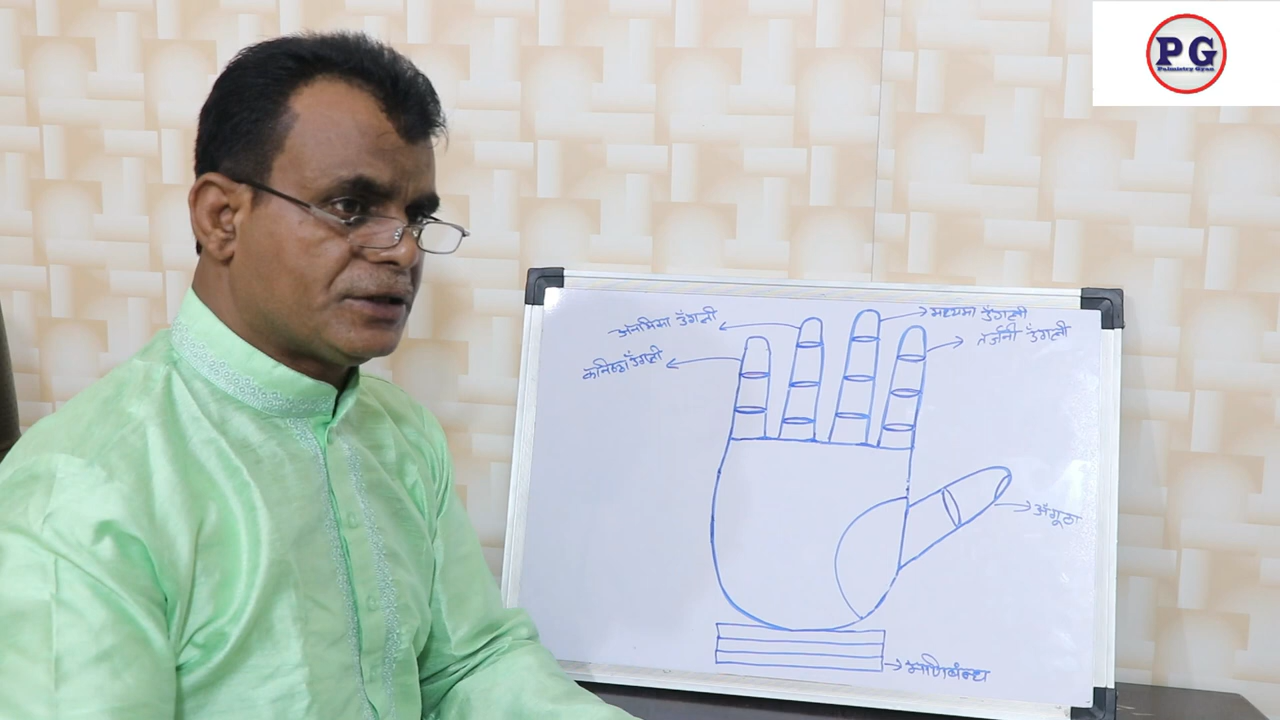 PG
Palmistry Gyan
अनामिका उँगली
मध्यमा उँगली
तर्जनी उँगली
कनिष्ठा उँगली
अँगूठा
मणिबंन्ध